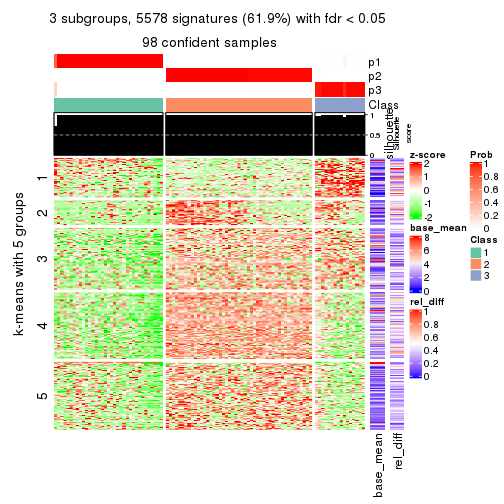 3 subgroups, 5578 signatures (61.9%) with fdr < 0.05
98 confident samples
p1
p2
p3
Class
silhouette
1
0.5
0
Silhouette
score
k-means with 5 groups
1
2
3
4
5
base_mean
rel_diff
z-score
2
1
0
-1
-2
base_mean
8
6
4
2
0
rel_diff
1
0.8
0.6
0.4
0.2
0
Prob
1
0.8
0.6
0.4
0.2
0
Class
1
2
3